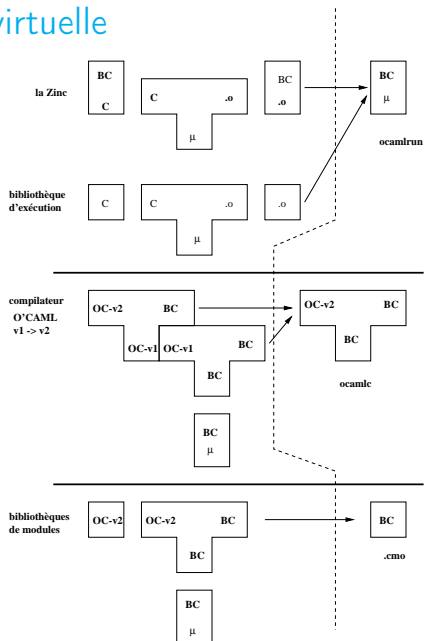 virtuelle
BC
la Zinc
C
C .o
μ
BC
.o
BC
μ
ocamlrun
bibliothèque
d'exécution
C
C .o
μ
.o
compilateur
O'CAML
v1 -> v2
OC-v2 BC
OC-v1
OC-v1 BC
BC
BC
μ
OC-v2 BC
BC
ocamlc
bibliothèques
de modules
OC-v2
OC-v2 BC
BC
BC
.cmo
BC
μ